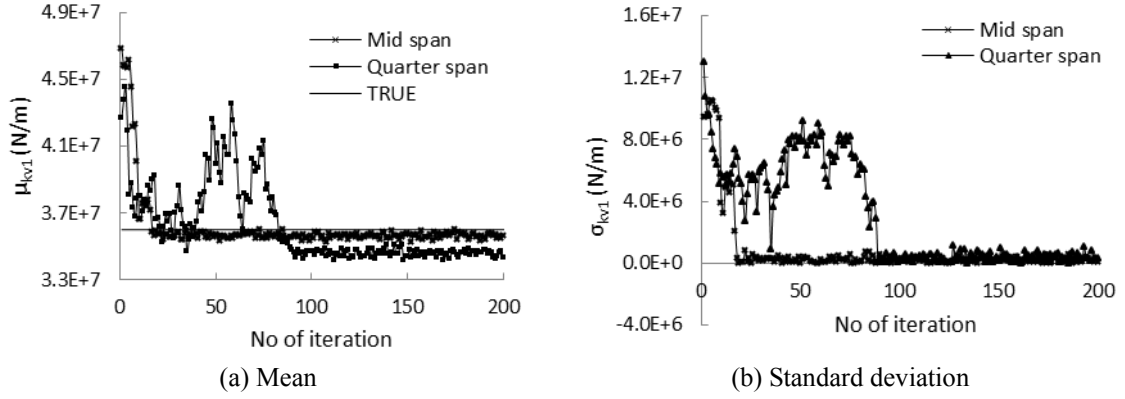 4.9E+7
4.5E+7
4.1E+7
3.7E+7
3.3E+7
μkv1 (N/m)
Mid span
Quarter span
TRUE
0
50
100
150
200
No of iteration
(a) Mean
1.6E+7
1.2E+7
8.0E+6
4.0E+6
0.0E+0
-4.0E+6
σkv1 (N/m)
Mid span
Quarter span
0
50
100
150
200
No of iteration
(b) Standard deviation